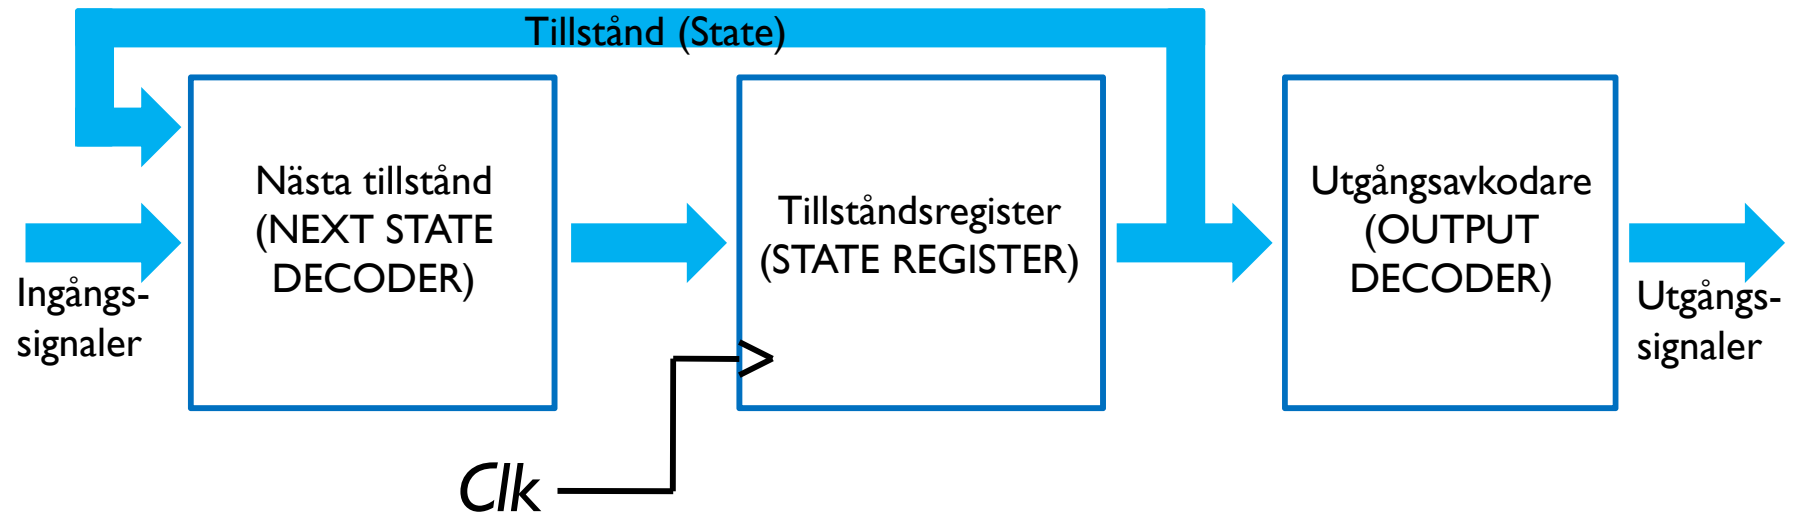 Tillstånd (State)
Nästa tillstånd
(NEXT STATE
DECODER)
Tillståndsregister
(STATE REGISTER)
Utgångsavkodare
(OUTPUT
DECODER)
Ingångs-
signaler
Utgångs-
signaler
Clk